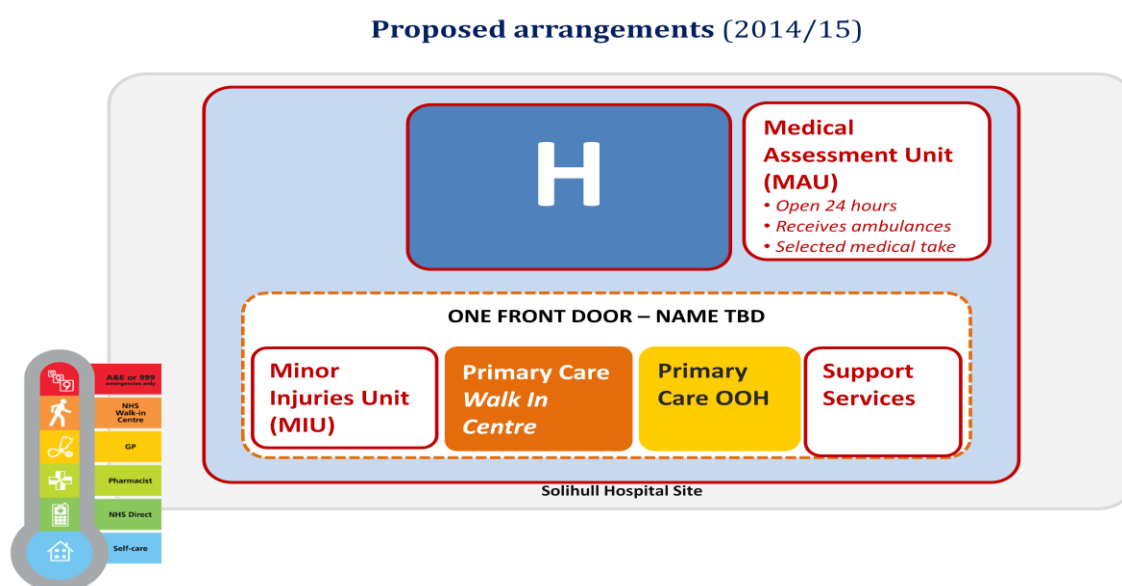 Proposed arrangements (2014/15)
H
Medical
Assessment Unit
(MAU)
• Open 24 hours
• Receives ambulances
• Selected medical take
ONE FRONT DOOR – NAME TBD
Minor
Injuries Unit
(MIU)
Primary Care
Walk In
Centre
Primary
Care OOH
Support
Services
Solihull Hospital Site
A&E or 999
emergencies only
NHS
Walk-in
Centre
GP
Pharmacist
NHS Direct
Self-care